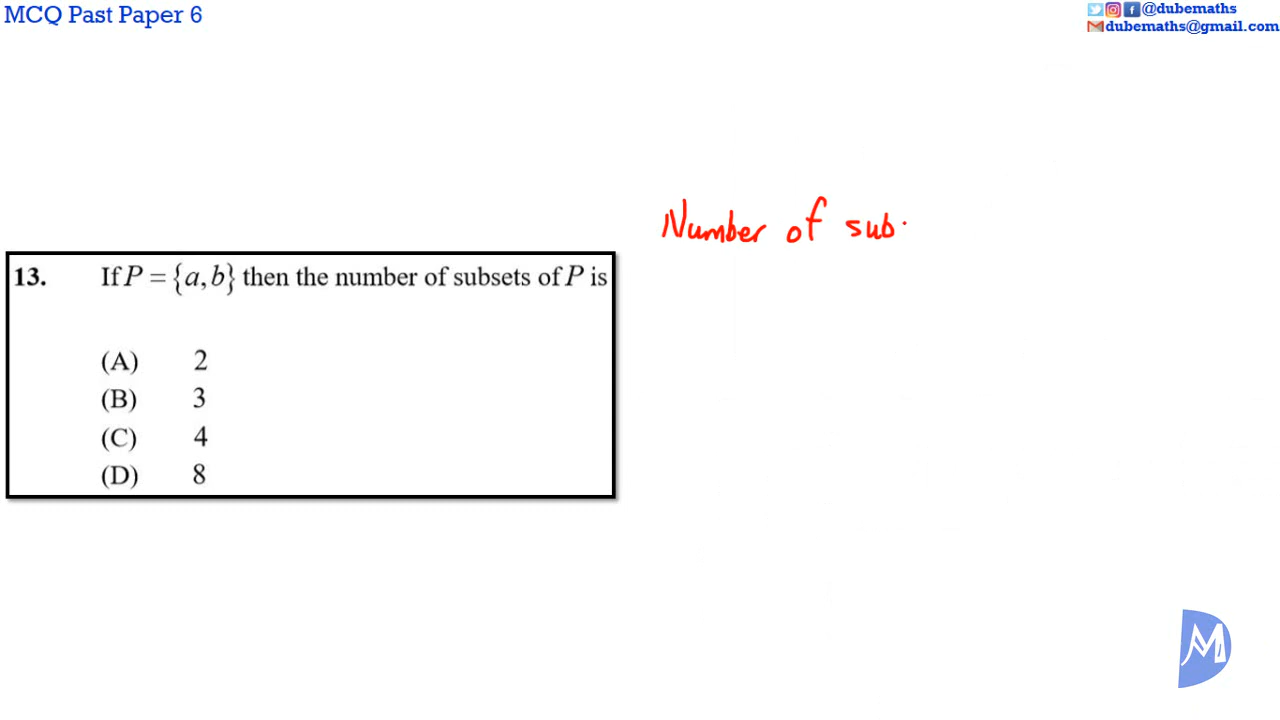 MCQ Past Paper 6
@dubemaths
dubemaths@gmail.com
Number of sub
13. If P = {a, b} then the number of subsets of P is
(A) 2
(B) 3
(C) 4
(D) 8
M